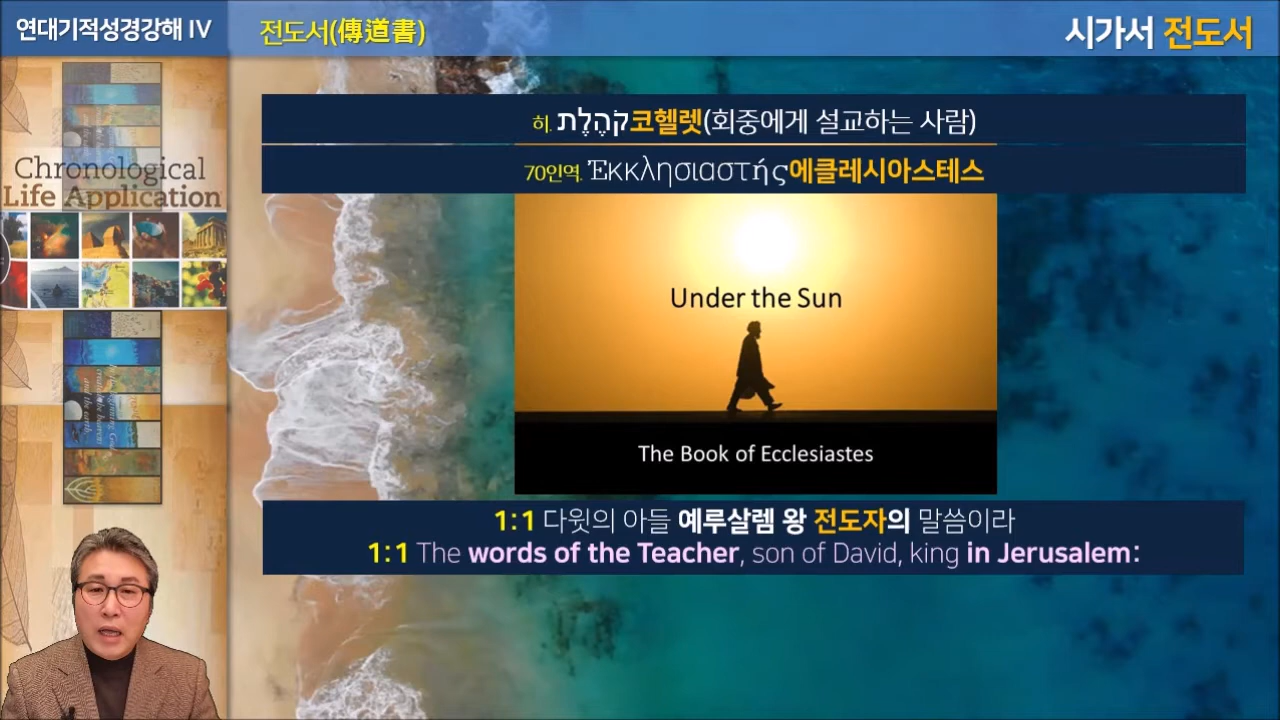 연대기적성경강해 IV
전도서(傳道書)
시가서 전도서
Chronological
Life Application
히. קֹהֶלֶת코헬렛(회중에게 설교하는 사람)
70인역. Ἐκκλησιαστής에클레시아스테스
Under the Sun
The Book of Ecclesiastes
1:1 다윗의 아들 예루살렘 왕 전도자의 말씀이라
1:1 The words of the Teacher, son of David, king in Jerusalem: